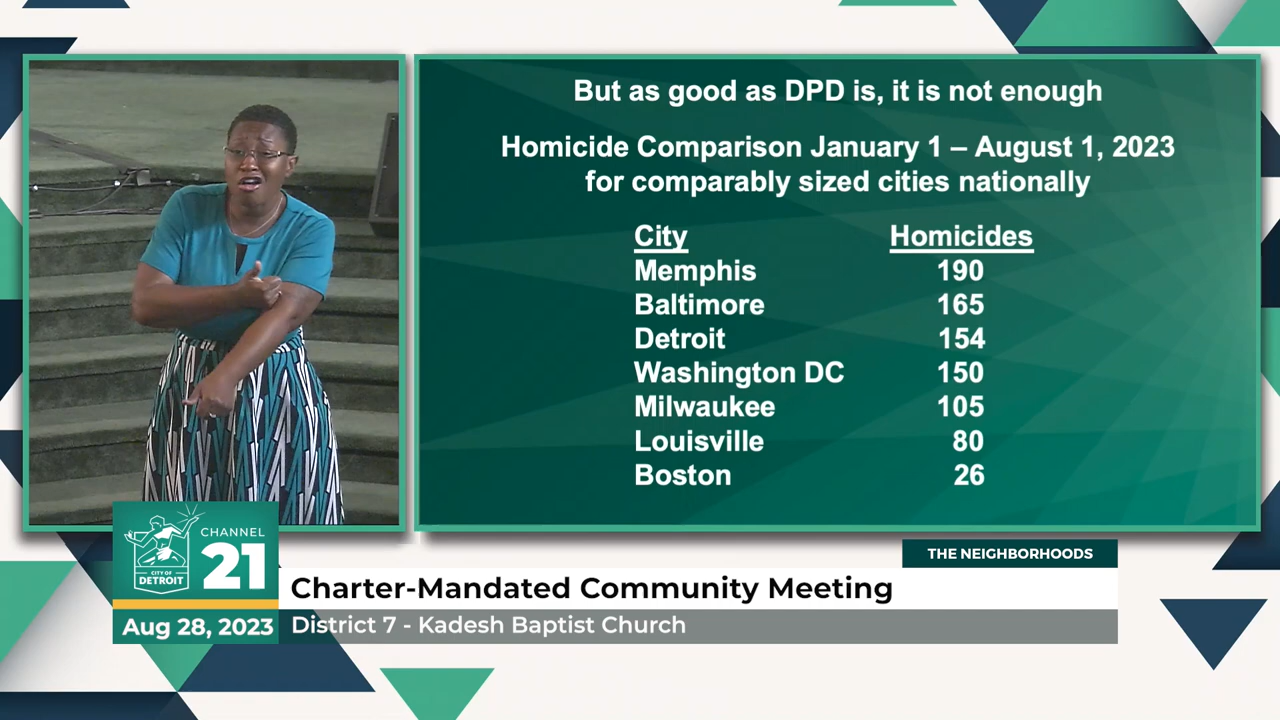 But as good as DPD is, it is not enough
Homicide Comparison January 1 – August 1, 2023
for comparably sized cities nationally
City Homicides
Memphis 190
Baltimore 165
Detroit 154
Washington DC 150
Milwaukee 105
Louisville 80
Boston 26
THE NEIGHBORHOODS
CHANNEL
21
CITY OF
DETROIT
Charter-Mandated Community Meeting
Aug 28, 2023
District 7 - Kadesh Baptist Church